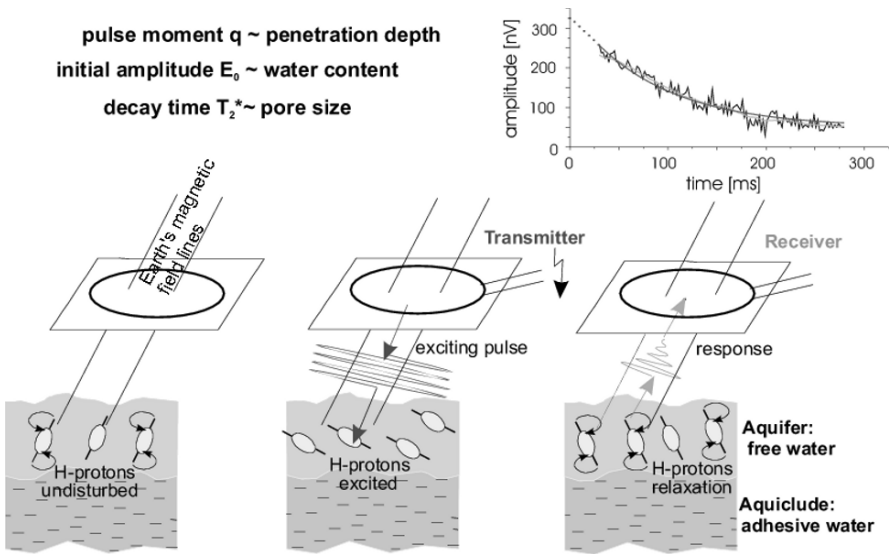 pulse moment q ~ penetration depth
initial amplitude E₀ ~ water content
decay time T₂*~ pore size
amplitude [nV]
300
200
100
0
0
100
200
300
time [ms]
Earth's magnetic
field lines
Transmitter
Receiver
exciting pulse
response
H-protons
undisturbed
H-protons
excited
H-protons
relaxation
Aquifer:
free water
Aquiclude:
adhesive water